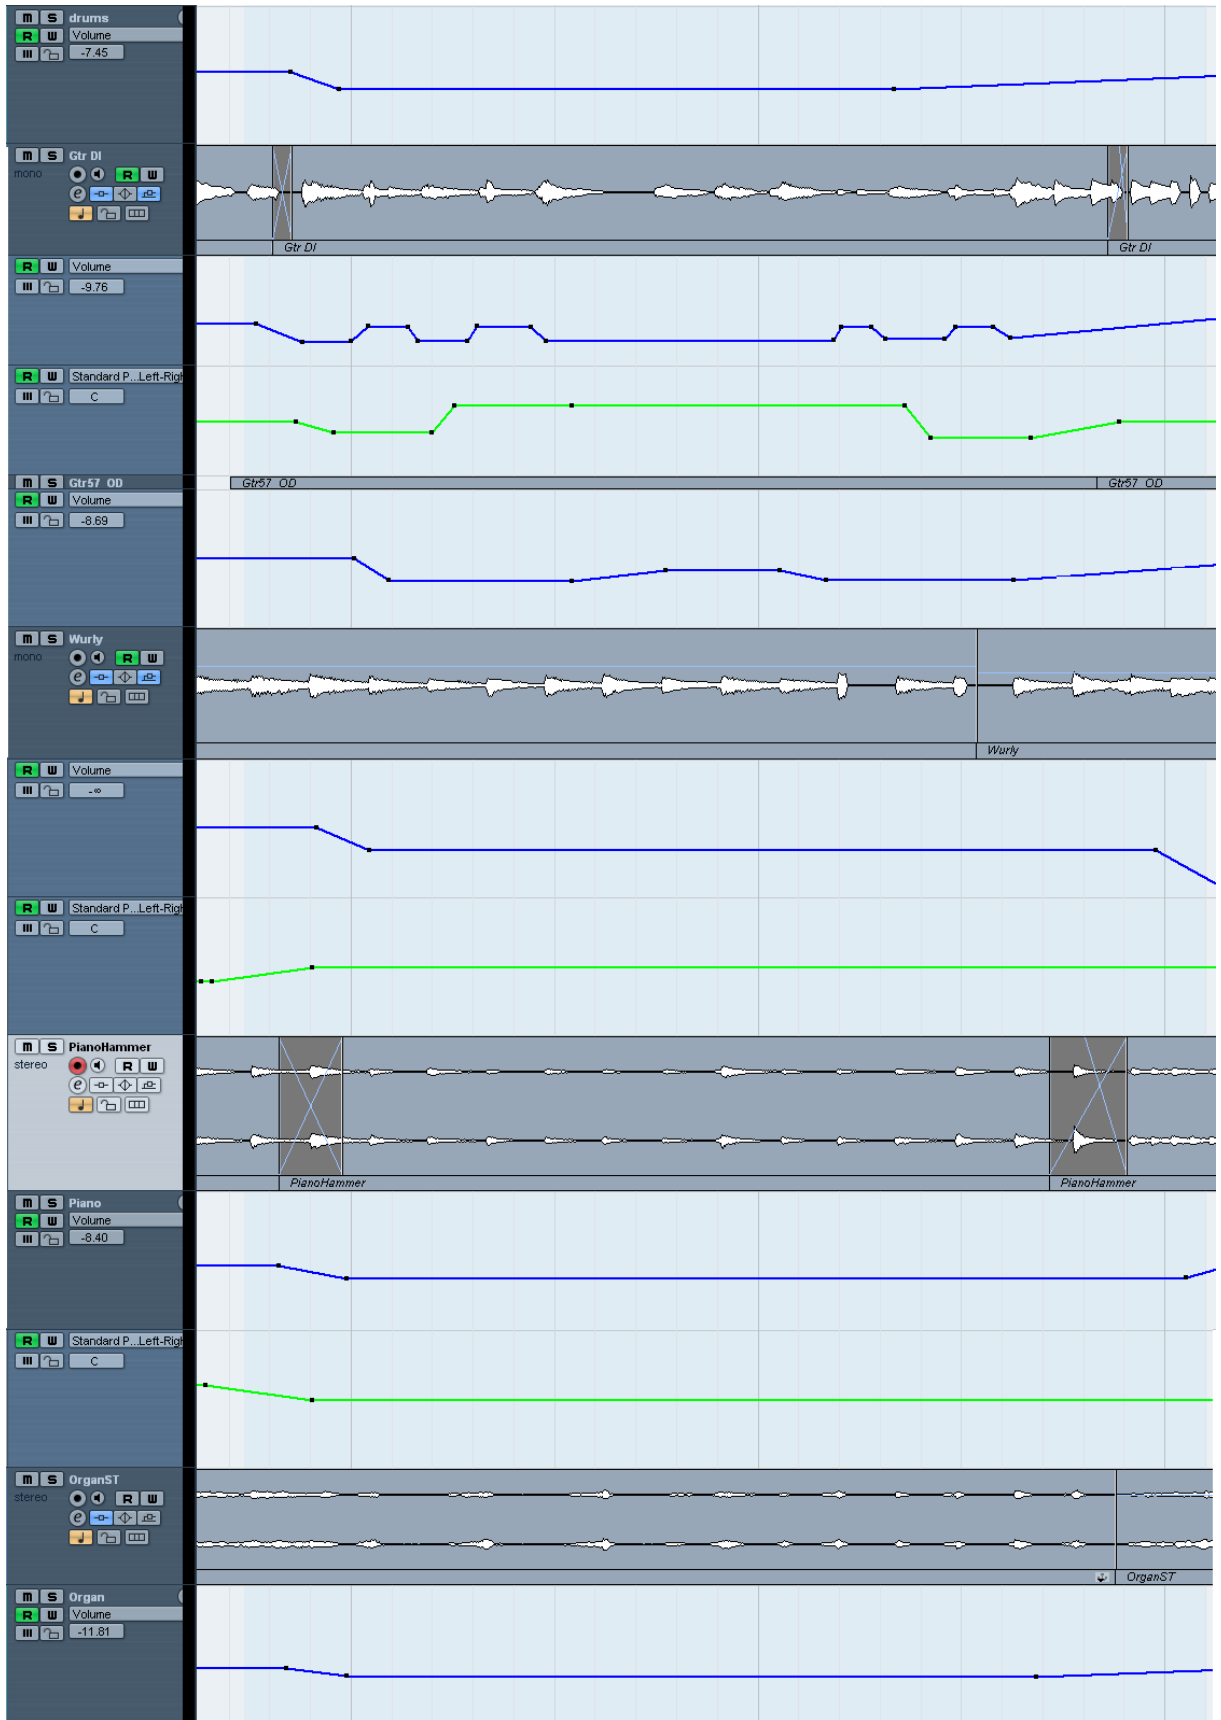 m S drums
R W Volume
-7.45
m S Gtr DI
mono
R W
e
Gtr DI Gtr DI
R W Volume
-9.76
R W Standard P...Left-Righ
C
m S Gtr57 OD Gtr57 OD Gtr57 OD
R W Volume
-8.69
m S Wurly
mono R W
e
Wurly
R W Volume
-∞
R W Standard P...Left-Righ
C
m S PianoHammer
stereo R W
e
PianoHammer PianoHammer
m S Piano
R W Volume
-8.40
R W Standard P...Left-Righ
C
m S OrganST
stereo R W
e
OrganST
m S Organ
R W Volume
-11.81